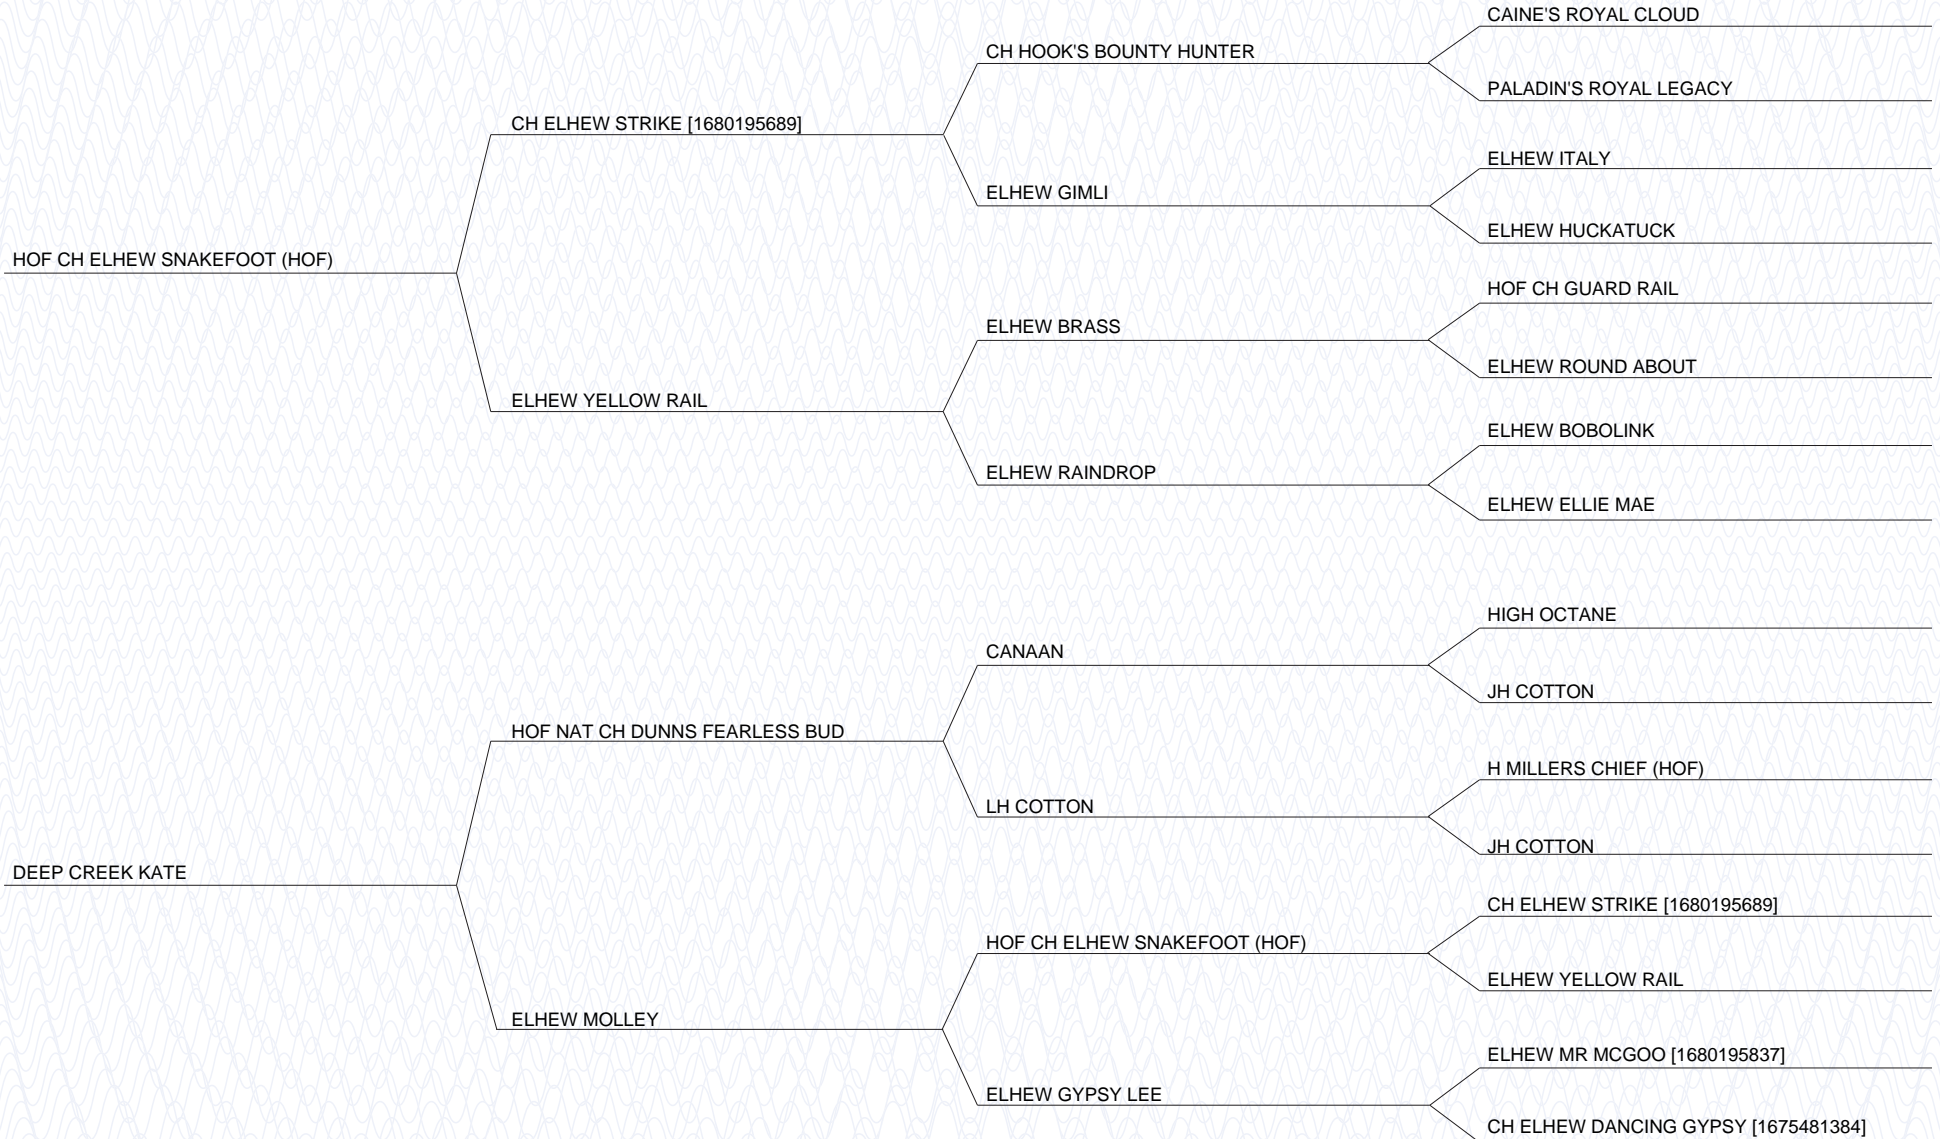 CAINE'S ROYAL CLOUD
CH HOOK'S BOUNTY HUNTER
PALADIN'S ROYAL LEGACY
CH ELHEW STRIKE [1680195689]
ELHEW ITALY
ELHEW GIMLI
ELHEW HUCKATUCK
HOF CH ELHEW SNAKEFOOT (HOF)
HOF CH GUARD RAIL
ELHEW BRASS
ELHEW ROUND ABOUT
ELHEW YELLOW RAIL
ELHEW BOBOLINK
ELHEW RAINDROP
ELHEW ELLIE MAE
HIGH OCTANE
CANAAN
JH COTTON
HOF NAT CH DUNNS FEARLESS BUD
H MILLERS CHIEF (HOF)
LH COTTON
JH COTTON
DEEP CREEK KATE
CH ELHEW STRIKE [1680195689]
HOF CH ELHEW SNAKEFOOT (HOF)
ELHEW YELLOW RAIL
ELHEW MOLLEY
ELHEW MR MCGOO [1680195837]
ELHEW GYPSY LEE
CH ELHEW DANCING GYPSY [1675481384]